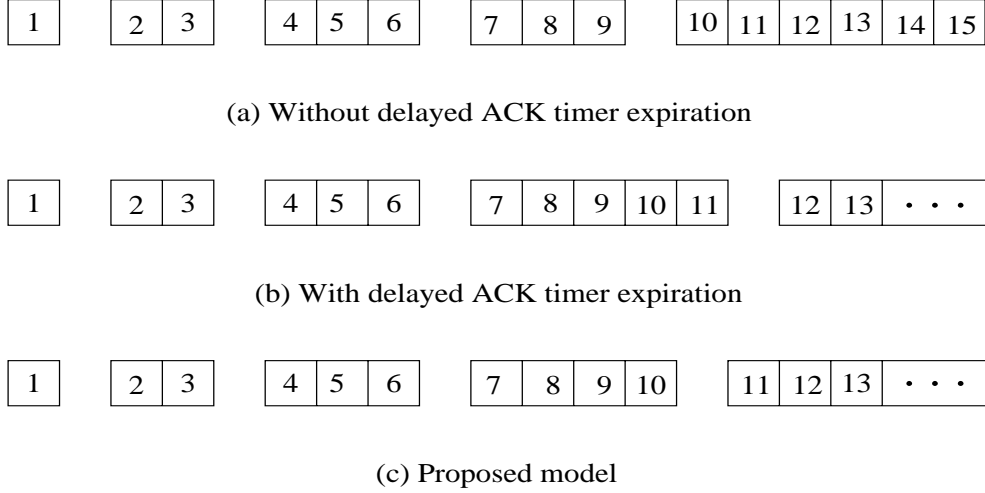 1 2 3 4 5 6 7 8 9 10 11 12 13 14 15
(a) Without delayed ACK timer expiration
1 2 3 4 5 6 7 8 9 10 11 12 13 · · ·
(b) With delayed ACK timer expiration
1 2 3 4 5 6 7 8 9 10 11 12 13 · · ·
(c) Proposed model